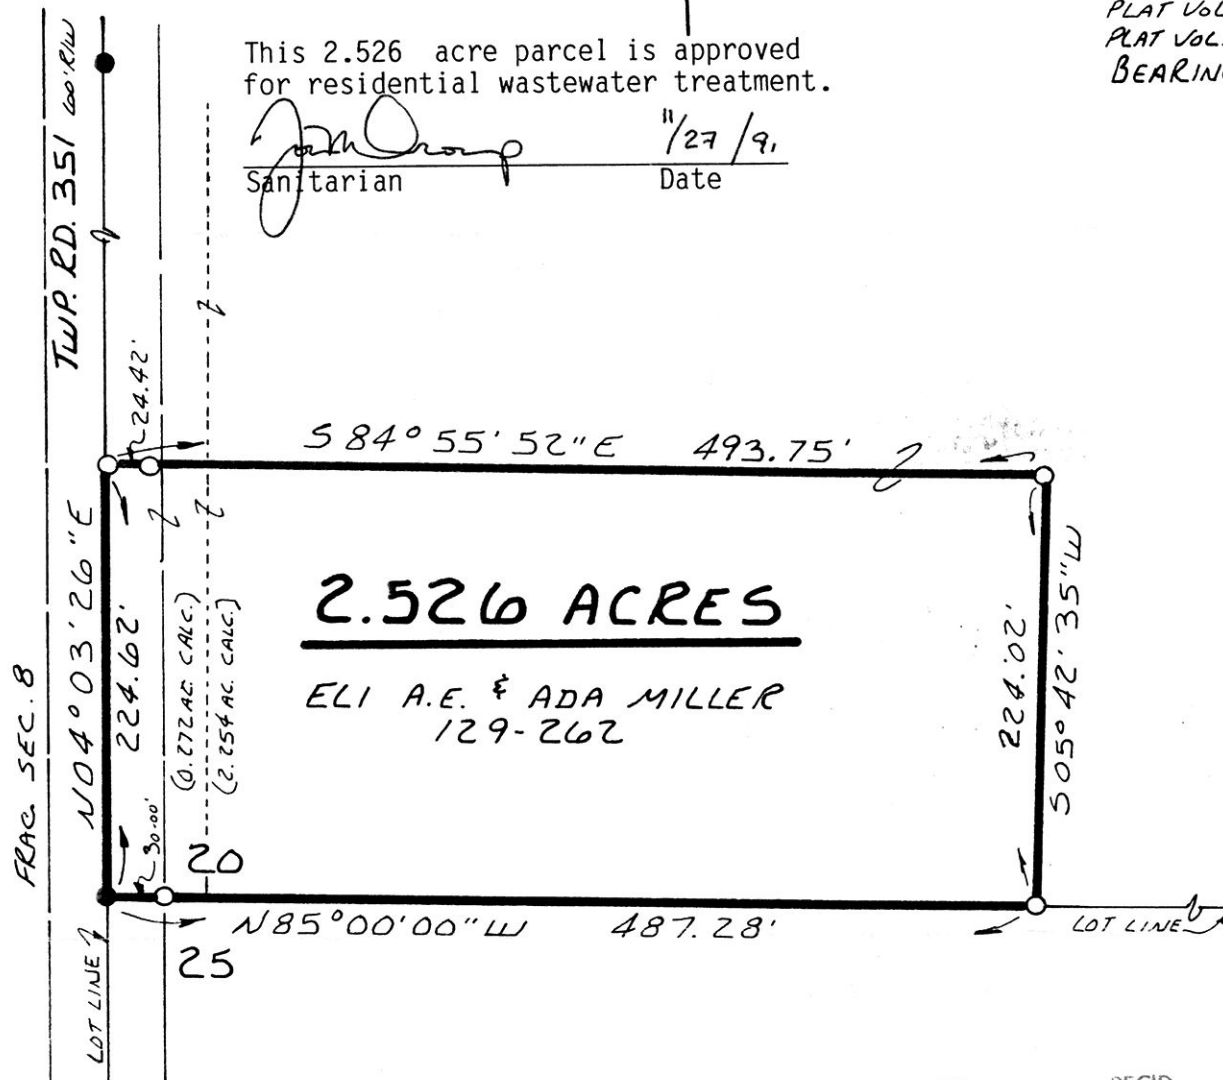 PLAT VOL
PLAT VOL.
BEARIN
This 2.526 acre parcel is approved
for residential wastewater treatment.
11/27/9
Sanitarian Date
TWP. RD. 351 60' R/W
24.42'
S 84° 55' 52" E 493.75'
N 04° 03' 26" E
224.62'
(0.272 AC. CALC.)
(2.254 AC. CALC.)
2.526 ACRES
ELI A.E. & ADA MILLER
129-262
224.02'
S 05° 42' 35" W
FRAC. SEC. 8
30.00'
20
N 85° 00' 00" W 487.28'
LOT LINE
25
LOT LINE